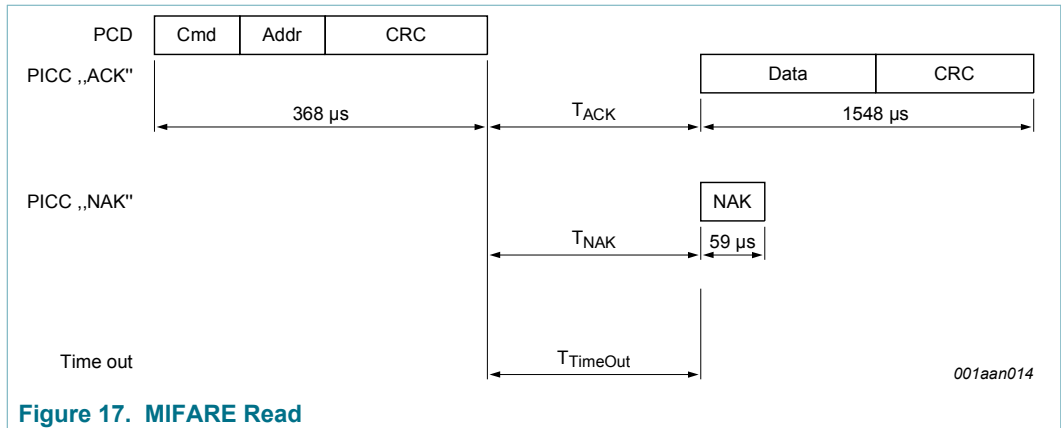 PCD Cmd Addr CRC
PICC ,,ACK" Data CRC
368 µs TACK 1548 µs
PICC ,,NAK" NAK
TNAK 59 µs
Time out TTimeOut 001aan014
Figure 17. MIFARE Read